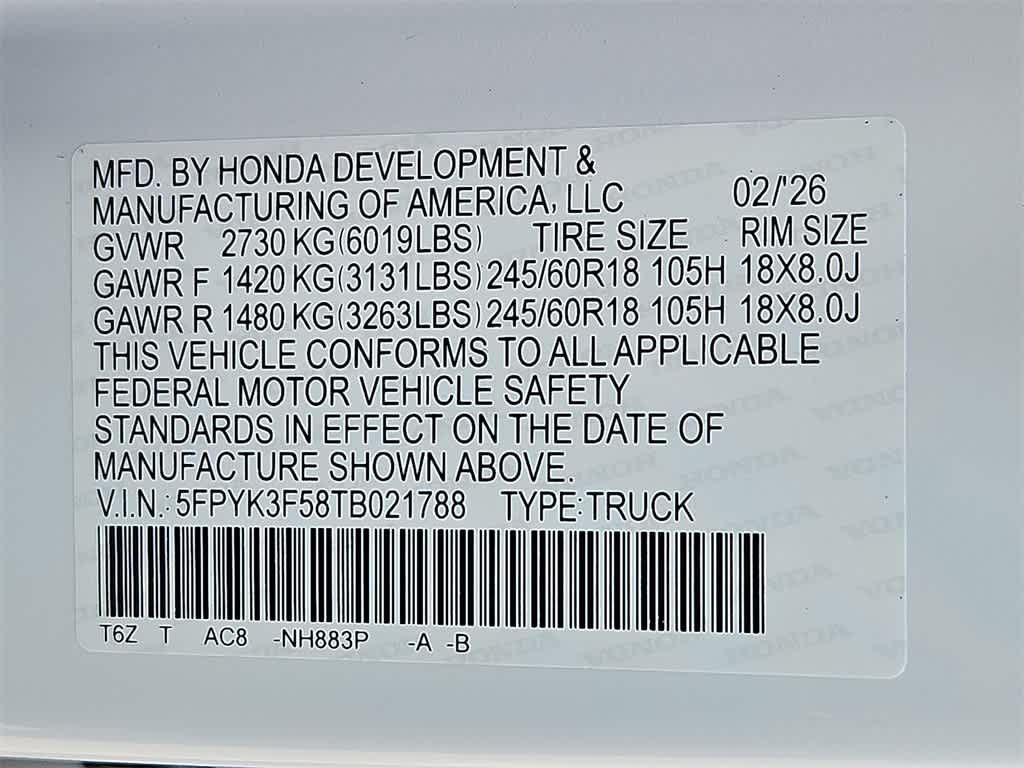 MFD. BY HONDA DEVELOPMENT &
MANUFACTURING OF AMERICA, LLC 02/'26
GVWR 2730 KG(6019LBS) TIRE SIZE RIM SIZE
GAWR F 1420 KG(3131LBS) 245/60R18 105H 18X8.0J
GAWR R 1480 KG(3263LBS) 245/60R18 105H 18X8.0J
THIS VEHICLE CONFORMS TO ALL APPLICABLE
FEDERAL MOTOR VEHICLE SAFETY
STANDARDS IN EFFECT ON THE DATE OF
MANUFACTURE SHOWN ABOVE.
V.I.N.: 5FPYK3F58TB021788 TYPE:TRUCK
T6Z T AC8 -NH883P -A -B